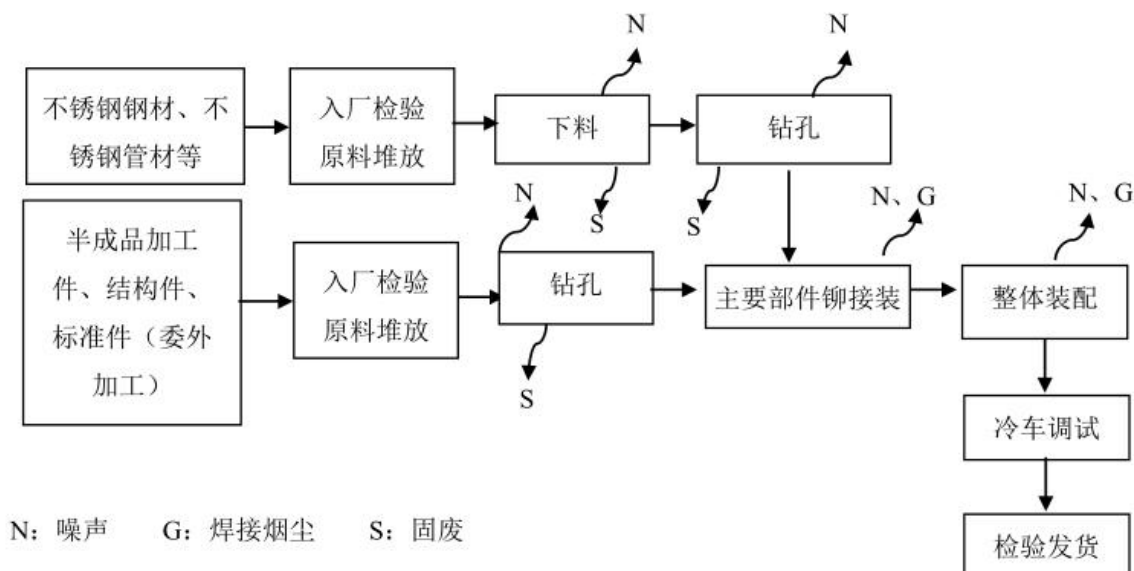 N
N
不锈钢钢材、不
锈钢管材等
入厂检验
原料堆放
下料
钻孔
S
S
N
N、G
N、G
半成品加工
件、结构件、
标准件（委外
加工）
入厂检验
原料堆放
钻孔
主要部件铆接装
整体装配
S
冷车调试
检验发货
N：噪声 G：焊接烟尘 S：固废